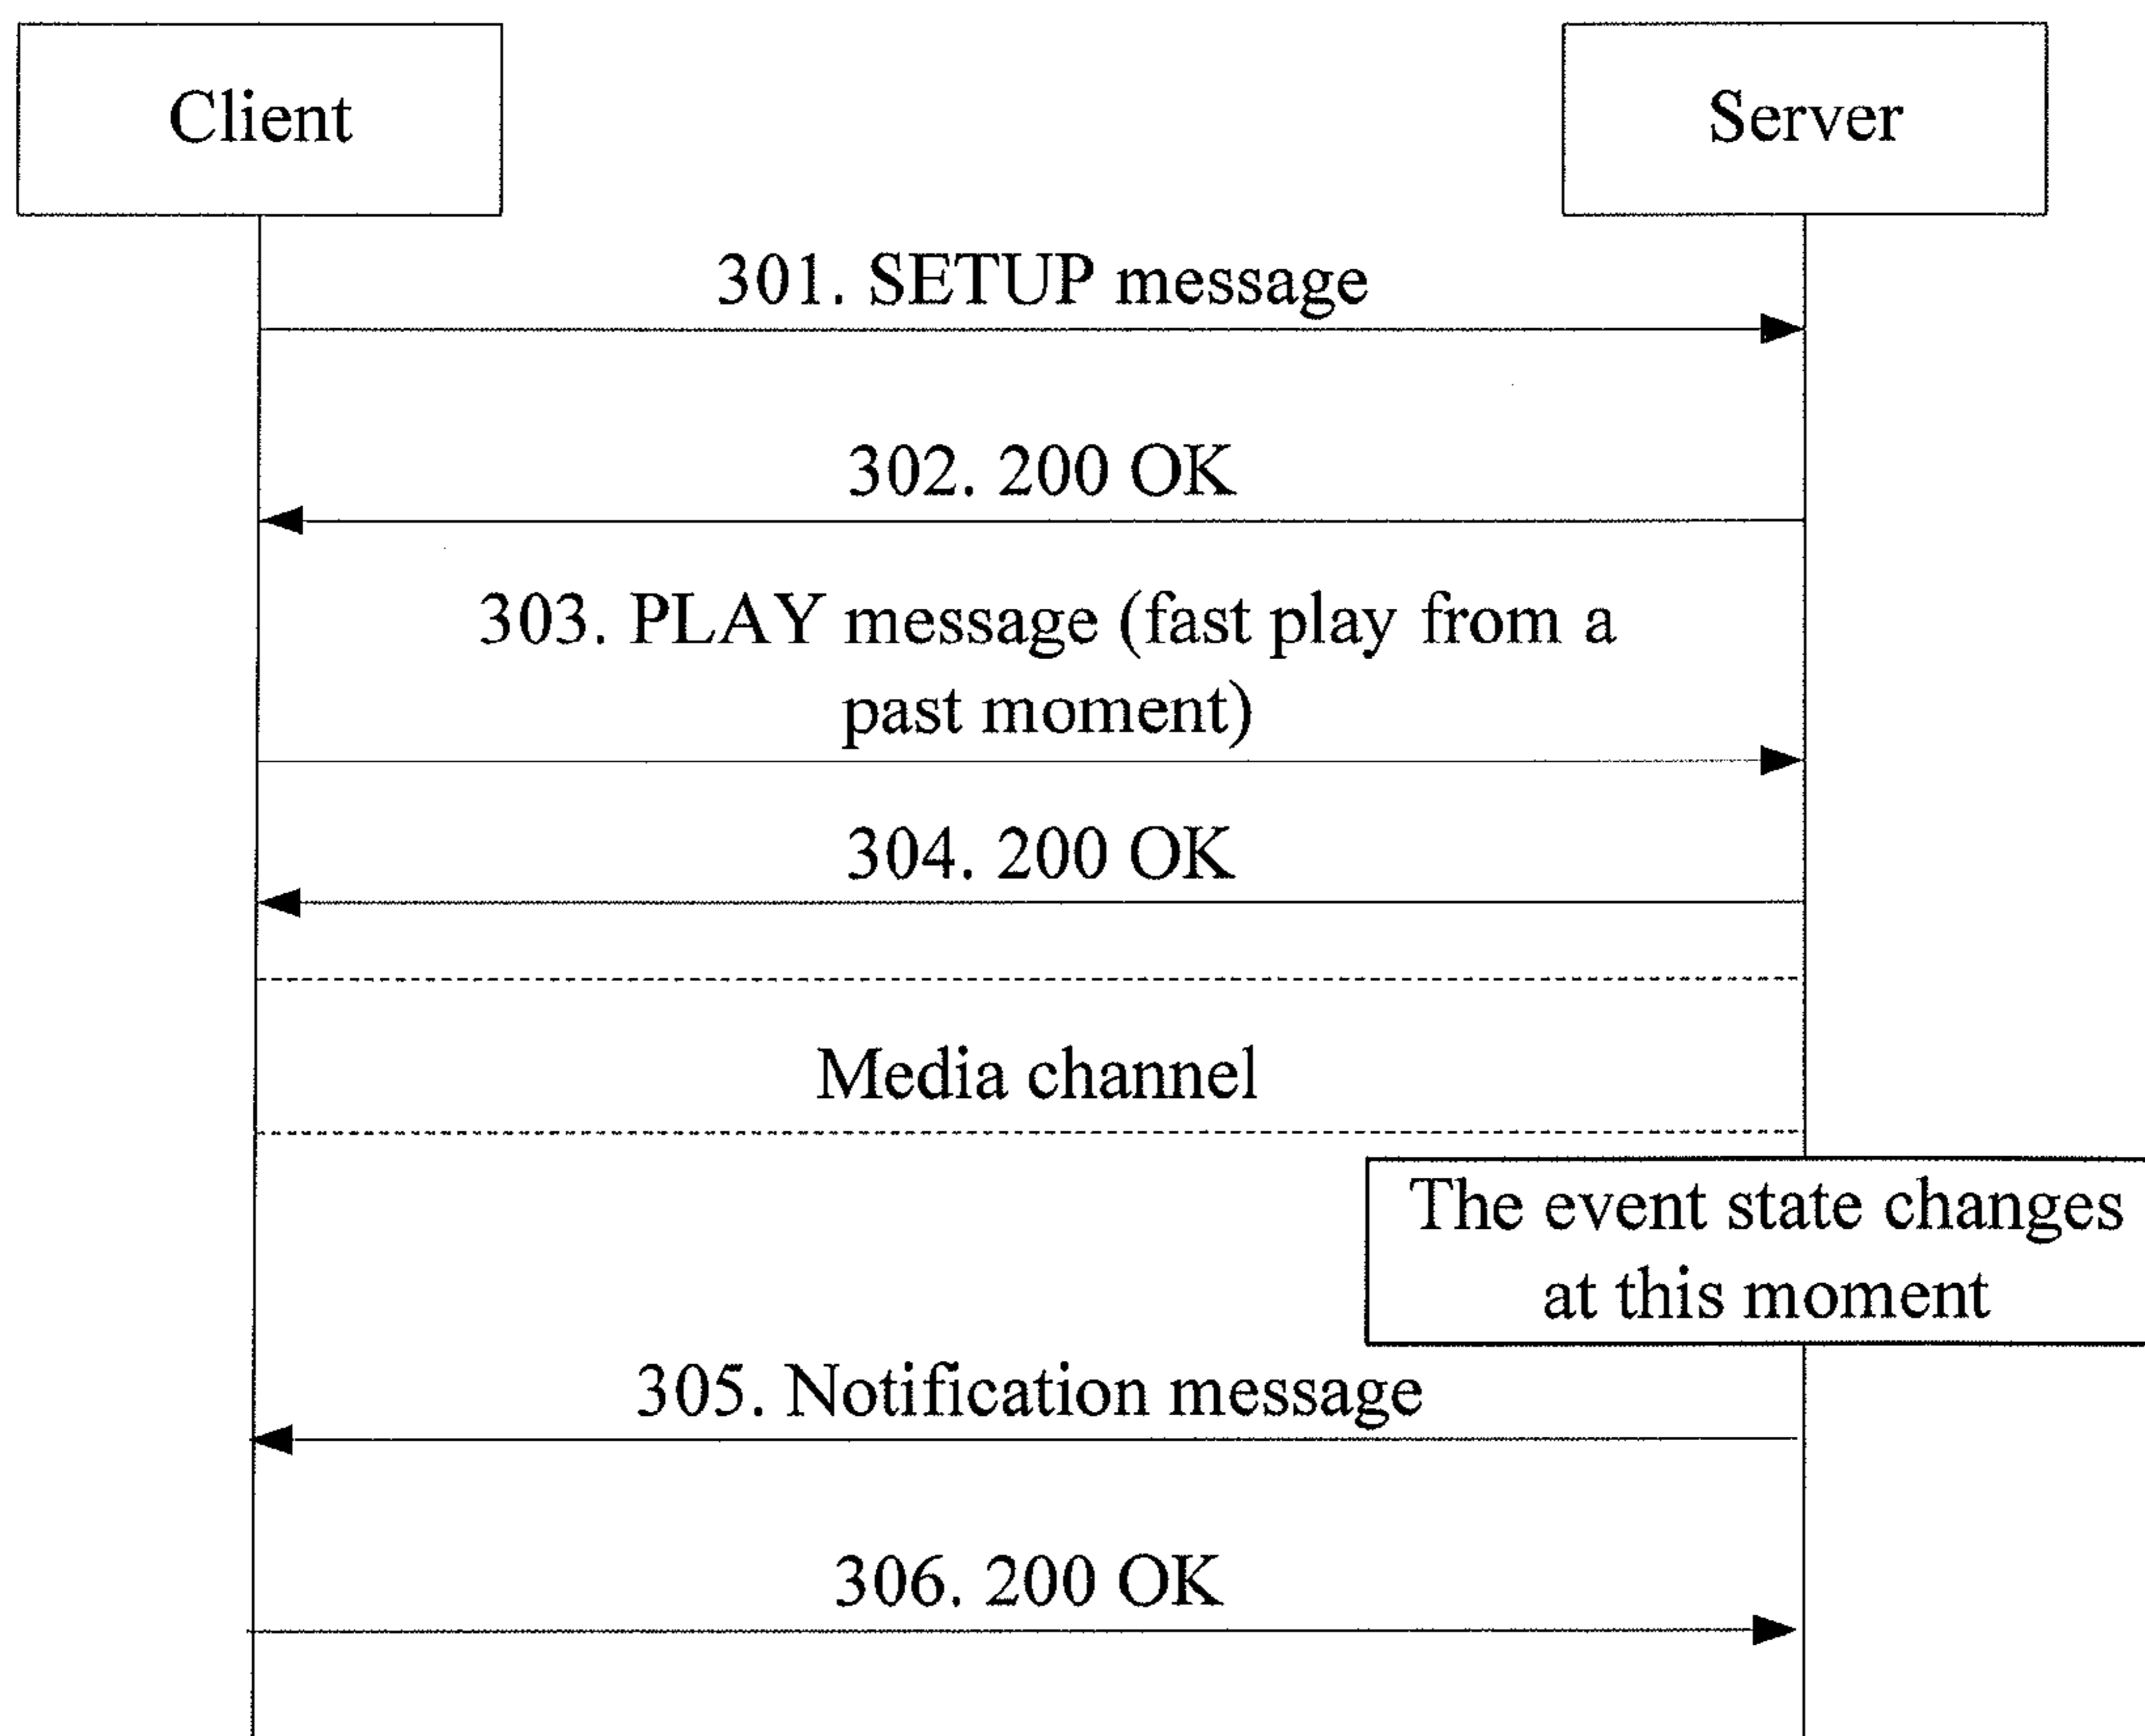 Client
Server
301. SETUP message
302. 200 OK
303. PLAY message (fast play from a
past moment)
304. 200 OK
Media channel
The event state changes
at this moment
305. Notification message
306. 200 OK